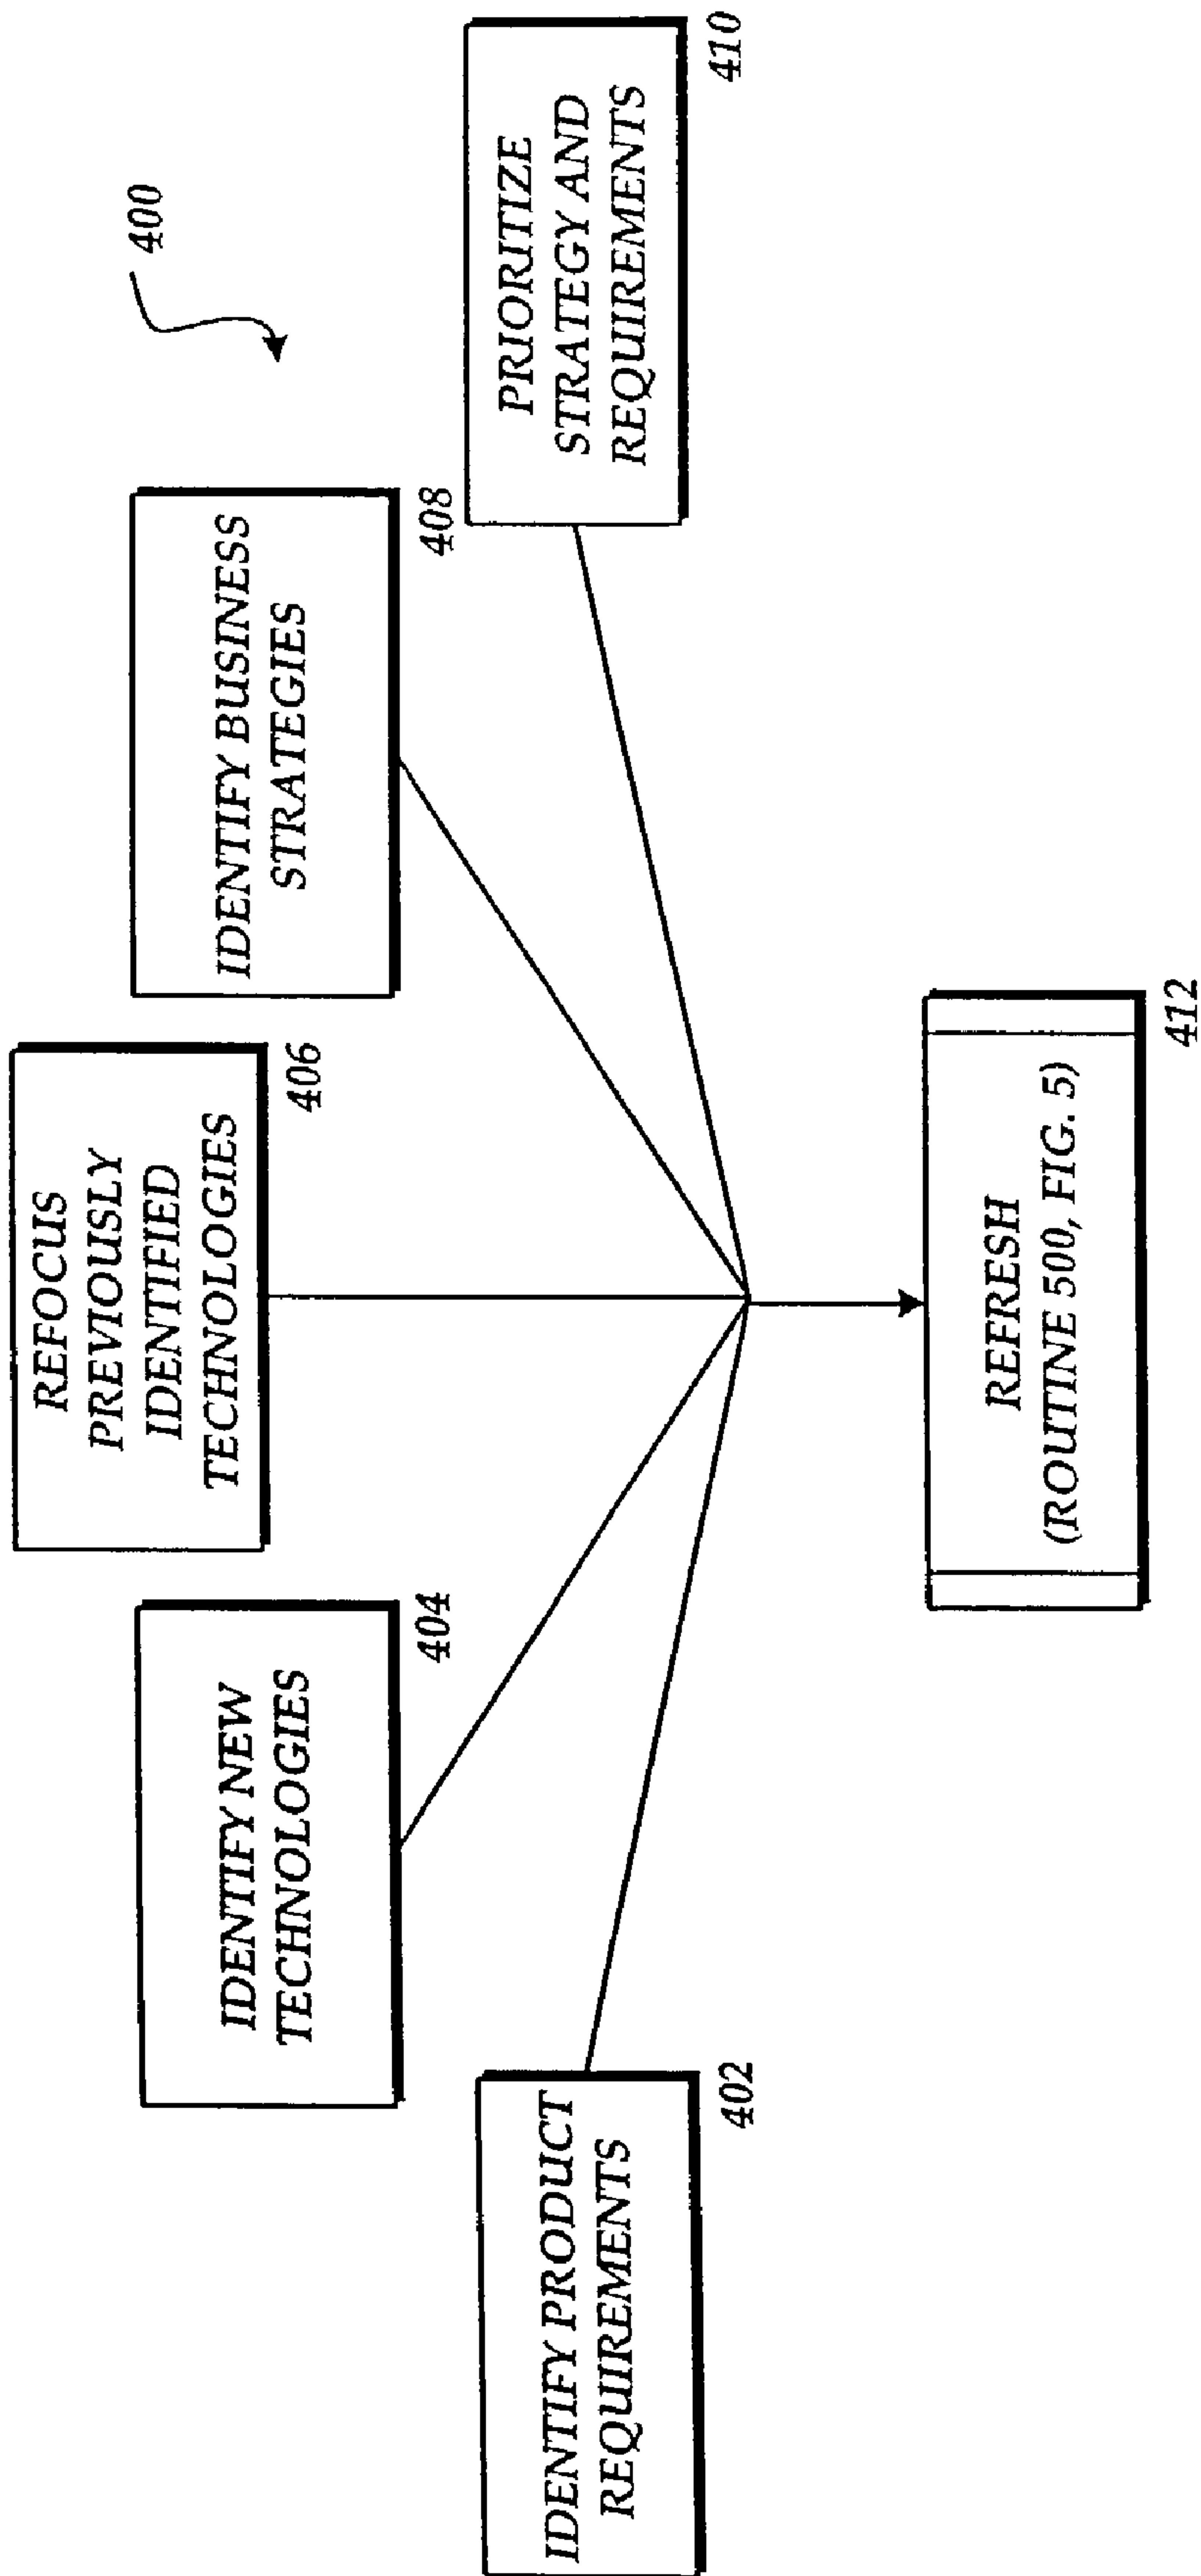 400
REFOCUS
PREVIOUSLY
IDENTIFIED
TECHNOLOGIES
406
IDENTIFY NEW
TECHNOLOGIES
404
IDENTIFY BUSINESS
STRATEGIES
408
IDENTIFY PRODUCT
REQUIREMENTS
402
PRIORITIZE
STRATEGY AND
REQUIREMENTS
410
REFRESH
(ROUTINE 500, FIG. 5)
412